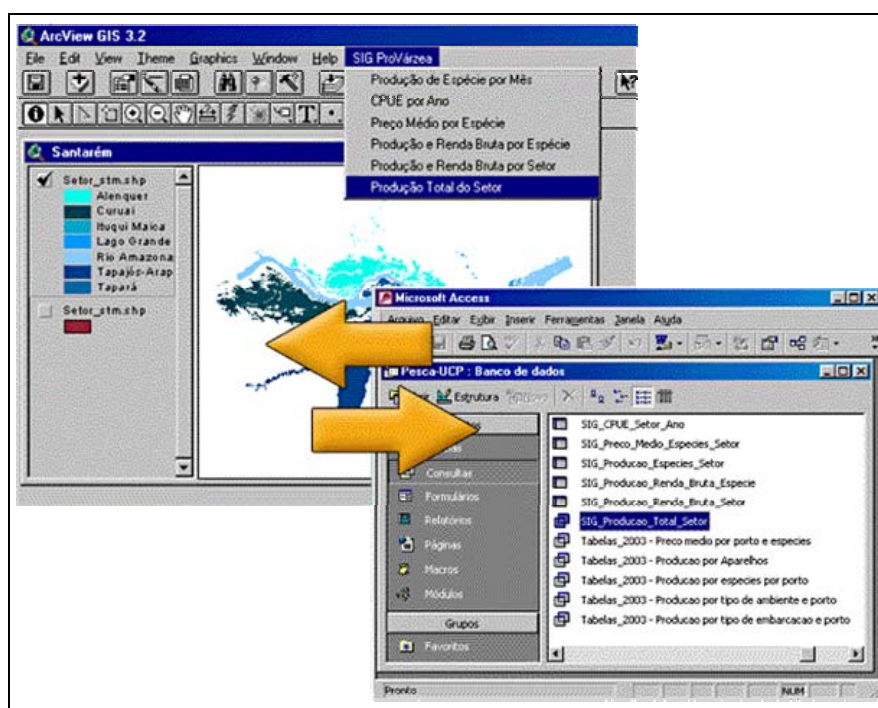 ArcView GIS 3.2
File Edit View Theme Graphics Window Help SIG ProVárzea
Produção de Espécie por Mês
CPUE por Ano
Preço Médio por Espécie
Produção e Renda Bruta por Espécie
Produção e Renda Bruta por Setor
Produção Total do Setor
Santarém
Setor_stm.shp
Alenquer
Curuai
Ituqui Maica
Lago Grande
Rio Amazona
Tapajós-Arap
Tapará
Setor_stm.shp
Microsoft Access
Arquivo Editar Exibir Inserir Ferramentas Janela Ajuda
Pesca-UCP : Banco de dados
Estrutura
Consultas
Formulários
Relatórios
Páginas
Macros
Módulos
Grupos
Favoritos
SIG_CPUE_Setor_Ano
SIG_Preco_Medio_Especies_Setor
SIG_Producao_Especies_Setor
SIG_Producao_Renda_Bruta_Especie
SIG_Producao_Renda_Bruta_Setor
SIG_Producao_Total_Setor
Tabelas_2003 - Preco medio por porto e especies
Tabelas_2003 - Producao por Aparelhos
Tabelas_2003 - Producao por especies por porto
Tabelas_2003 - Producao por tipo de ambiente e porto
Tabelas_2003 - Producao por tipo de embarcacao e porto
Pronto
NUM